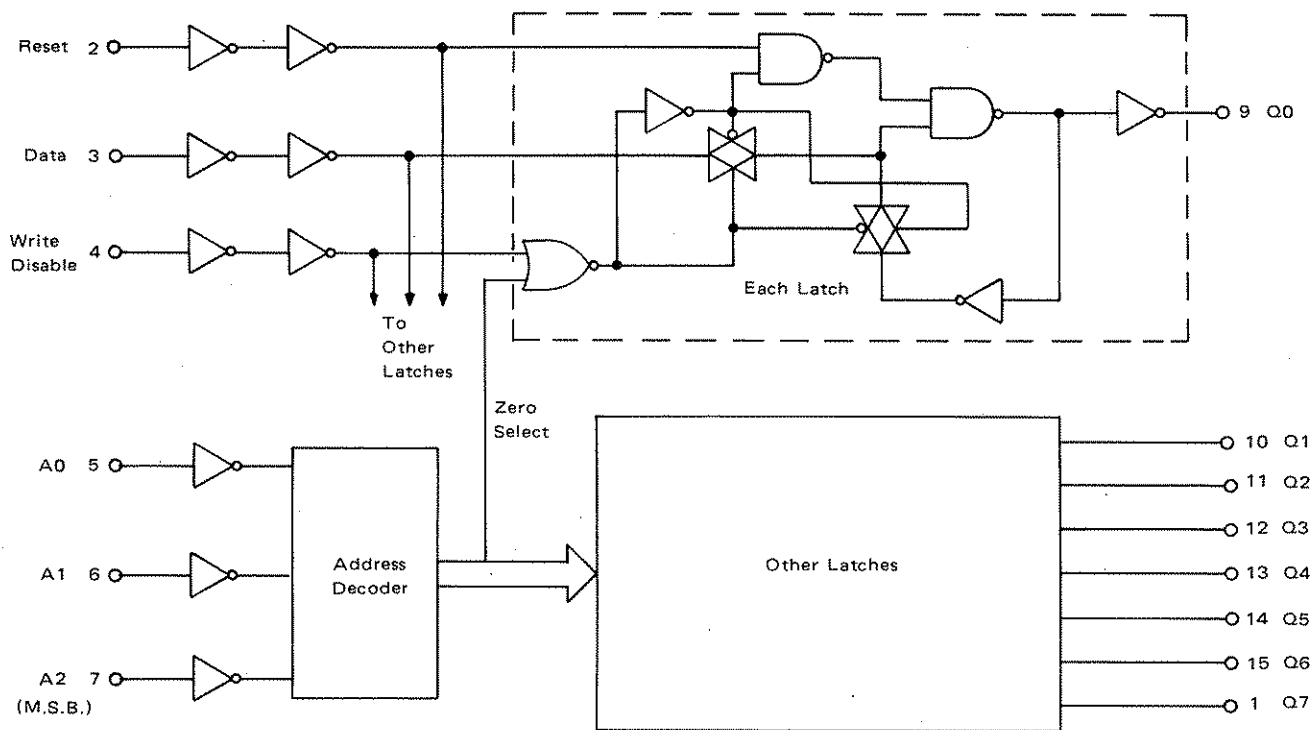 Reset 2
Data 3
Write
Disable 4
9 Q0
Each Latch
To
Other
Latches
Zero
Select
A0 5
A1 6
A2 7
(M.S.B.)
Address
Decoder
Other Latches
10 Q1
11 Q2
12 Q3
13 Q4
14 Q5
15 Q6
1 Q7